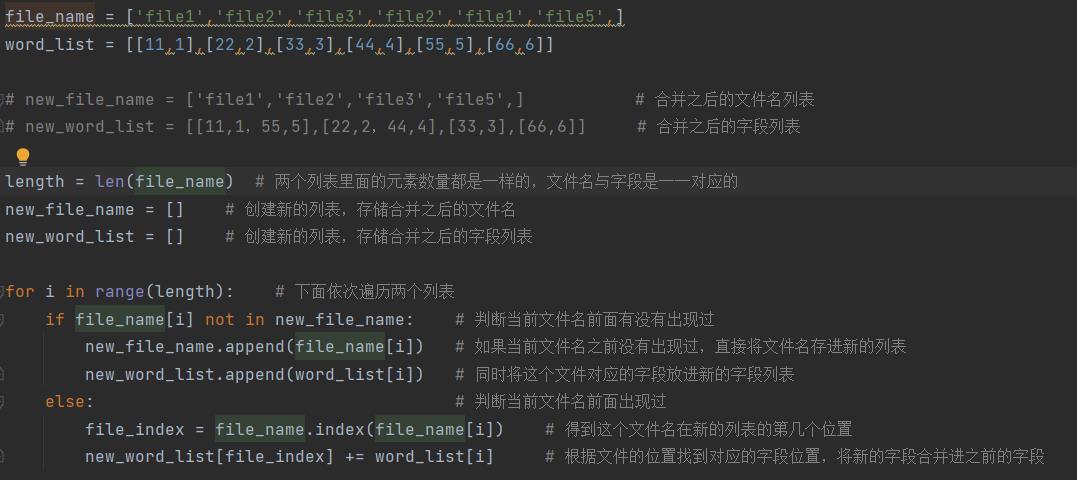 file_name = ['file1','file2','file3','file2','file1','file5',]
word_list = [[11,1],[22,2],[33,3],[44,4],[55,5],[66,6]]
# new_file_name = ['file1','file2','file3','file5',]           # 合并之后的文件名列表
# new_word_list = [[11,1，55,5],[22,2，44,4],[33,3],[66,6]]     # 合并之后的字段列表
length = len(file_name)  # 两个列表里面的元素数量都是一样的，文件名与字段是一一对应的
new_file_name = []    # 创建新的列表，存储合并之后的文件名
new_word_list = []    # 创建新的列表，存储合并之后的字段列表
for i in range(length):    # 下面依次遍历两个列表
    if file_name[i] not in new_file_name:    # 判断当前文件名前面有没有出现过
        new_file_name.append(file_name[i])   # 如果当前文件名之前没有出现过，直接将文件名存进新的列表
        new_word_list.append(word_list[i])   # 同时将这个文件对应的字段放进新的字段列表
    else:                                    # 判断当前文件名前面出现过
        file_index = file_name.index(file_name[i])    # 得到这个文件名在新的列表的第几个位置
        new_word_list[file_index] += word_list[i]     # 根据文件的位置找到对应的字段位置，将新的字段合并进之前的字段